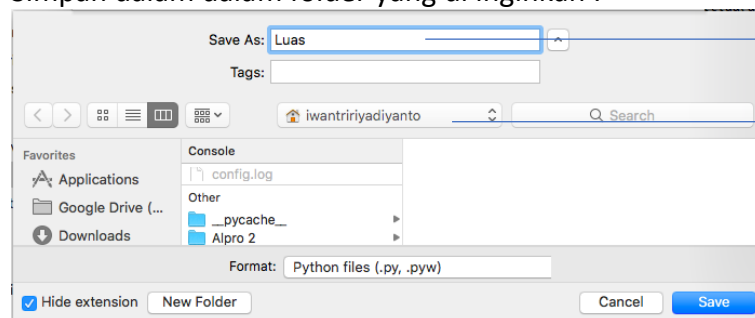 Simpan dalam dalam folder yang di inginkan :
Save As: Luas
Tags:
iwantririyadiyanto
Search
Favorites
Applications
Google Drive (...
Downloads
Console
config.log
Other
__pycache__
Alpro 2
Format: Python files (.py, .pyw)
Hide extension
New Folder
Cancel
Save